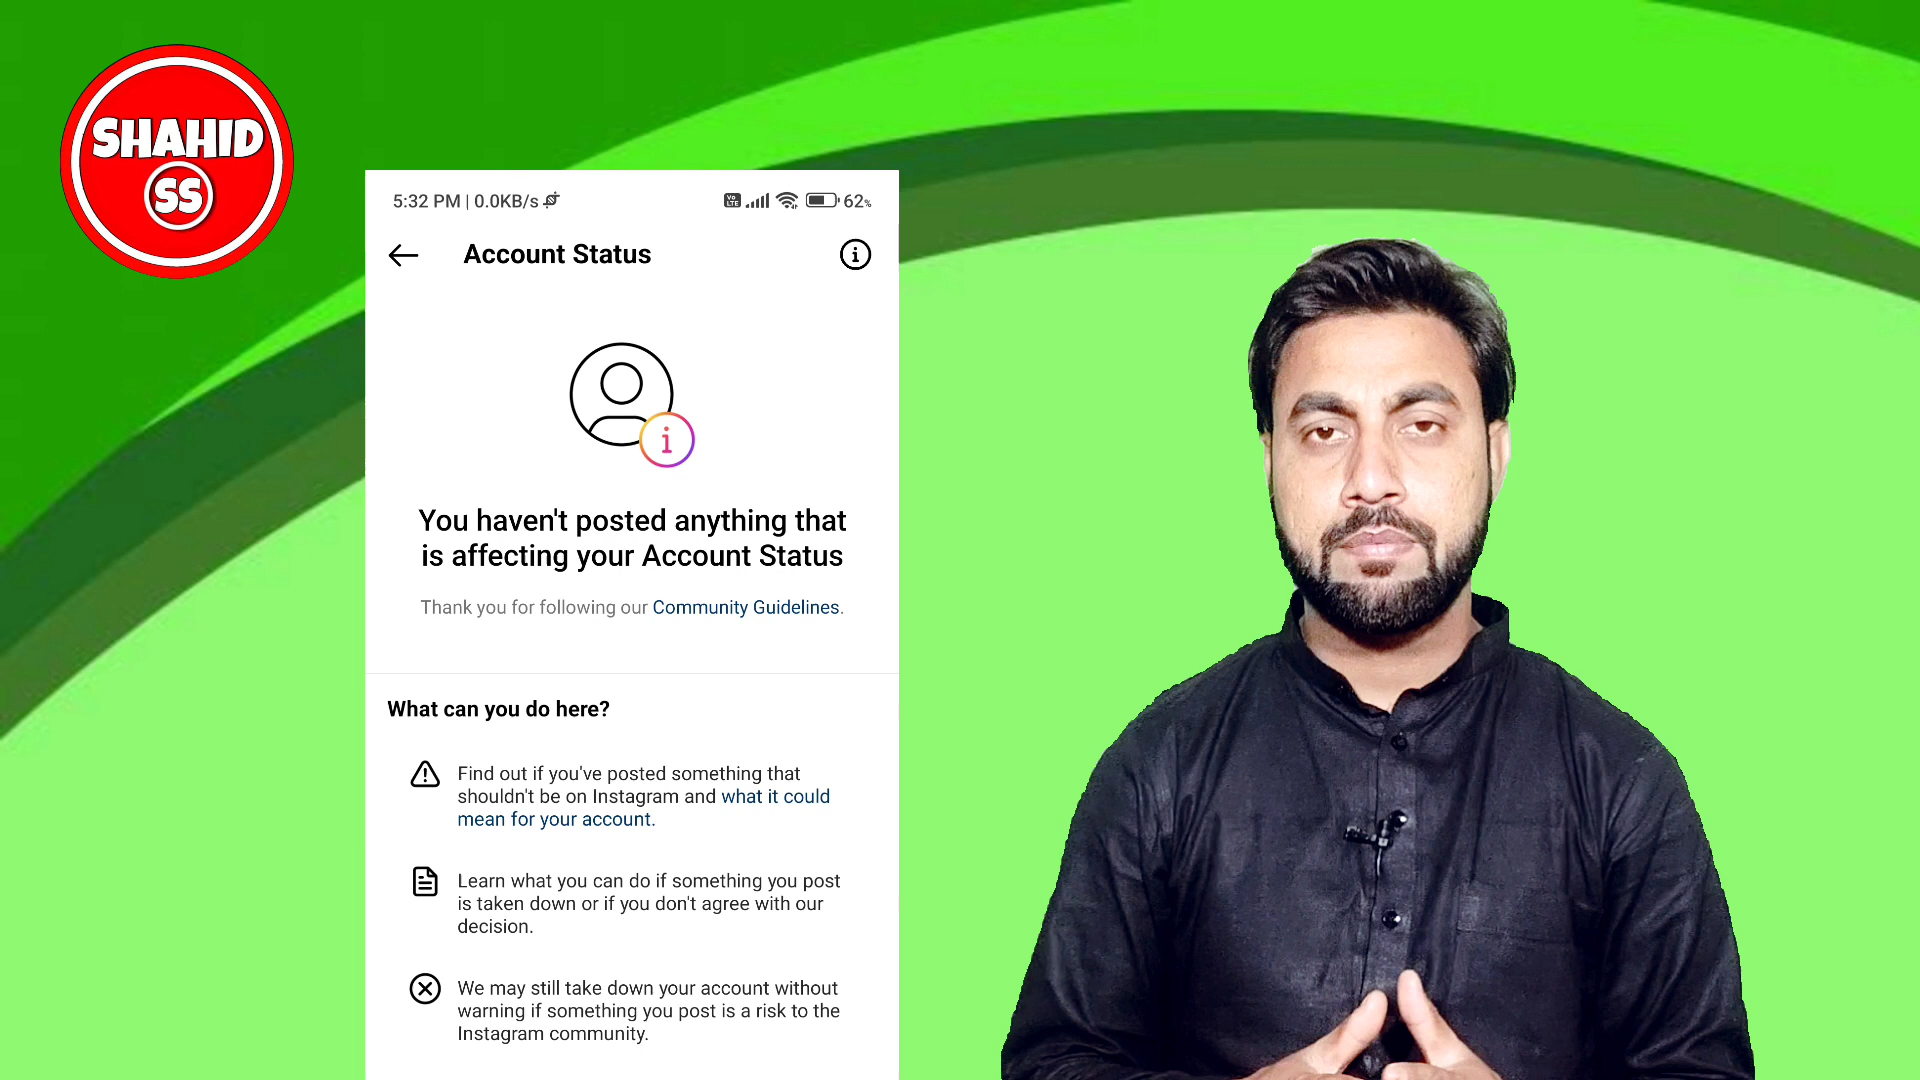 SHAHID
SS
5:32 PM | 0.0KB/s
Vo
LTE
62%
Account Status
You haven't posted anything that
is affecting your Account Status
Thank you for following our Community Guidelines.
What can you do here?
Find out if you've posted something that
shouldn't be on Instagram and what it could
mean for your account.
Learn what you can do if something you post
is taken down or if you don't agree with our
decision.
We may still take down your account without
warning if something you post is a risk to the
Instagram community.